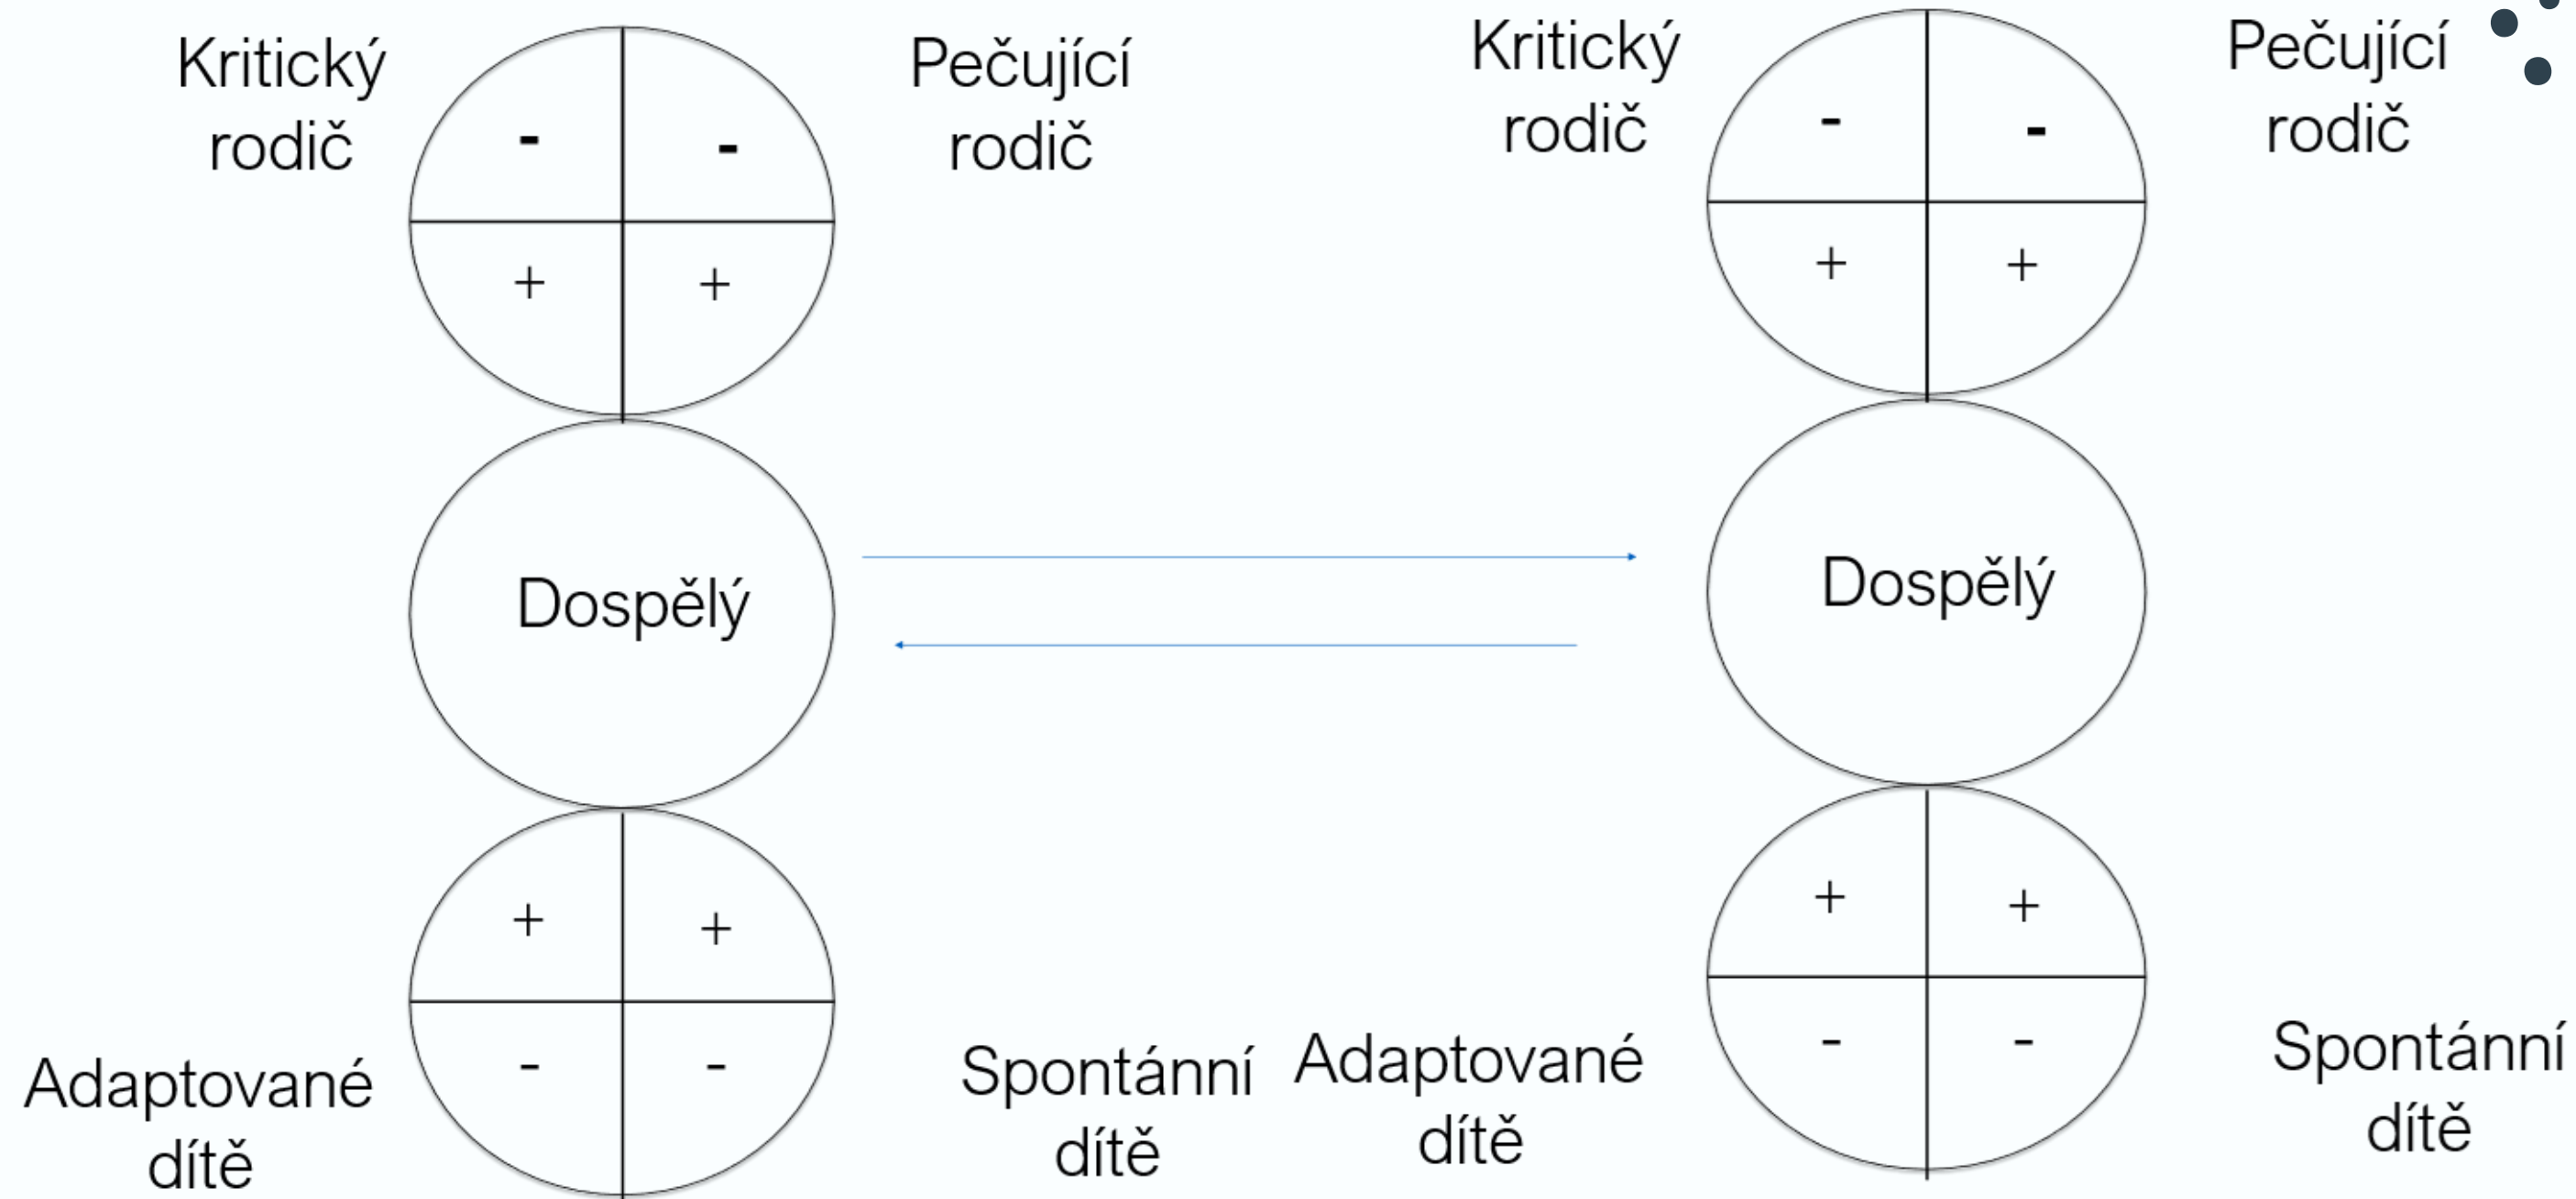 Kritický
rodič
Pečující
rodič
-
-
+
+
Dospělý
+
+
-
-
Adaptované
dítě
Spontánní
dítě
Kritický
rodič
Pečující
rodič
-
-
+
+
Dospělý
+
+
-
-
Adaptované
dítě
Spontánní
dítě